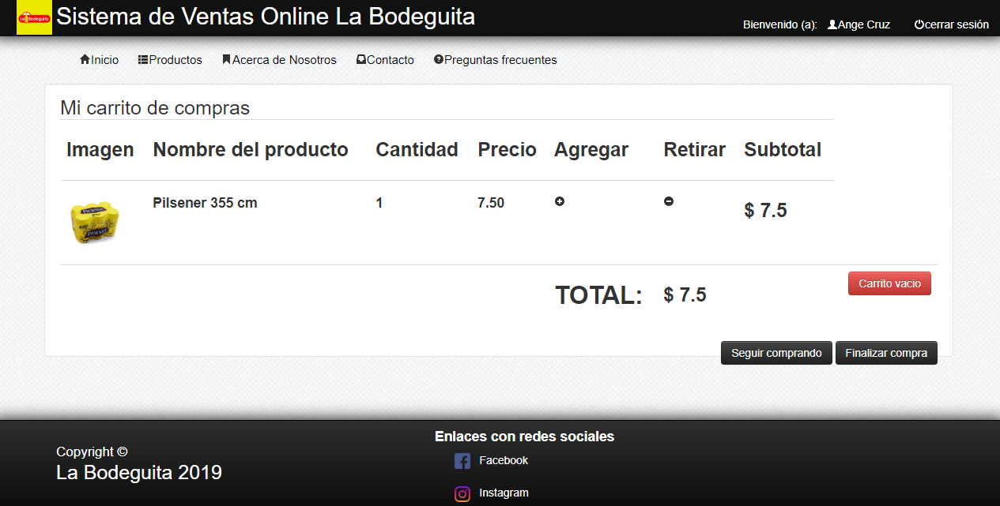 La Bodeguita
Sistema de Ventas Online La Bodeguita
Bienvenido (a): Ange Cruz cerrar sesión
Inicio Productos Acerca de Nosotros Contacto Preguntas frecuentes
Mi carrito de compras
Imagen Nombre del producto Cantidad Precio Agregar Retirar Subtotal
PILSENER
PILSENER
Pilsener 355 cm 1 7.50 $ 7.5
TOTAL: $ 7.5 Carrito vacio
Seguir comprando Finalizar compra
Enlaces con redes sociales
Copyright ©
Facebook
La Bodeguita 2019
Instagram